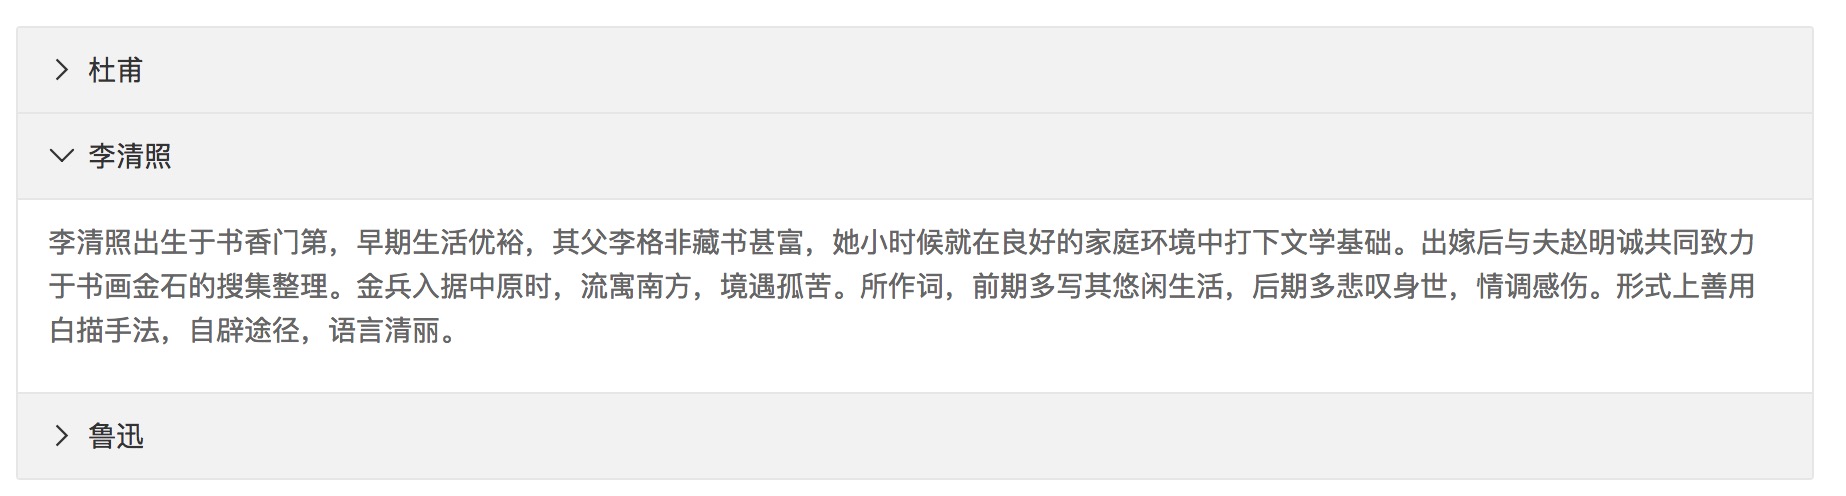 杜甫
李清照
李清照出生于书香门第，早期生活优裕，其父李格非藏书甚富，她小时候就在良好的家庭环境中打下文学基础。出嫁后与夫赵明诚共同致力
于书画金石的搜集整理。金兵入据中原时，流寓南方，境遇孤苦。所作词，前期多写其悠闲生活，后期多悲叹身世，情调感伤。形式上善用
白描手法，自辟途径，语言清丽。
鲁迅